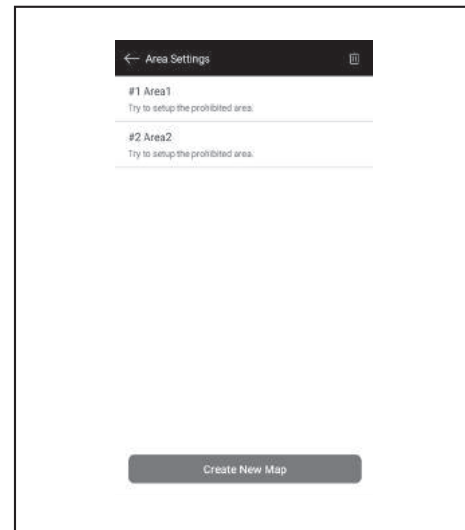 Area Settings
#1 Area1
Try to setup the prohibited area.
#2 Area2
Try to setup the prohibited area.
Create New Map